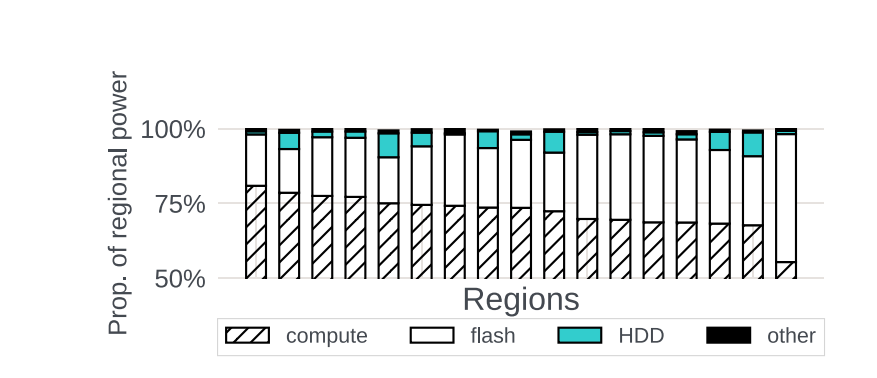 Prop. of regional power
100%
75%
50%
Regions
compute flash HDD other